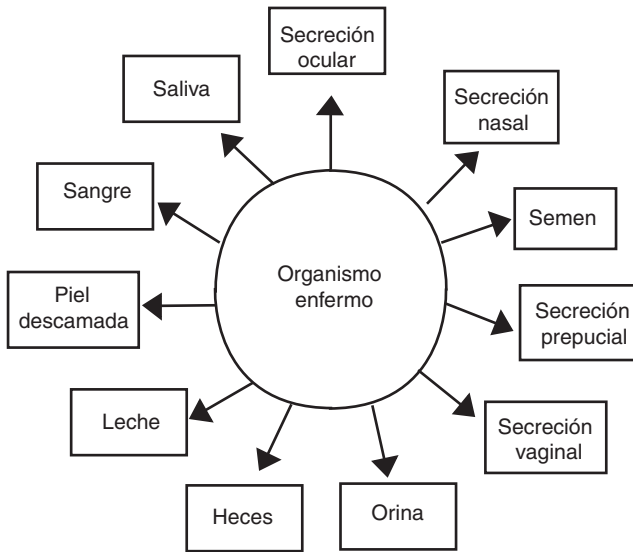 Secreción
ocular
Saliva
Secreción
nasal
Sangre
Semen
Organismo
enfermo
Piel
descamada
Secreción
prepucial
Leche
Secreción
vaginal
Heces
Orina